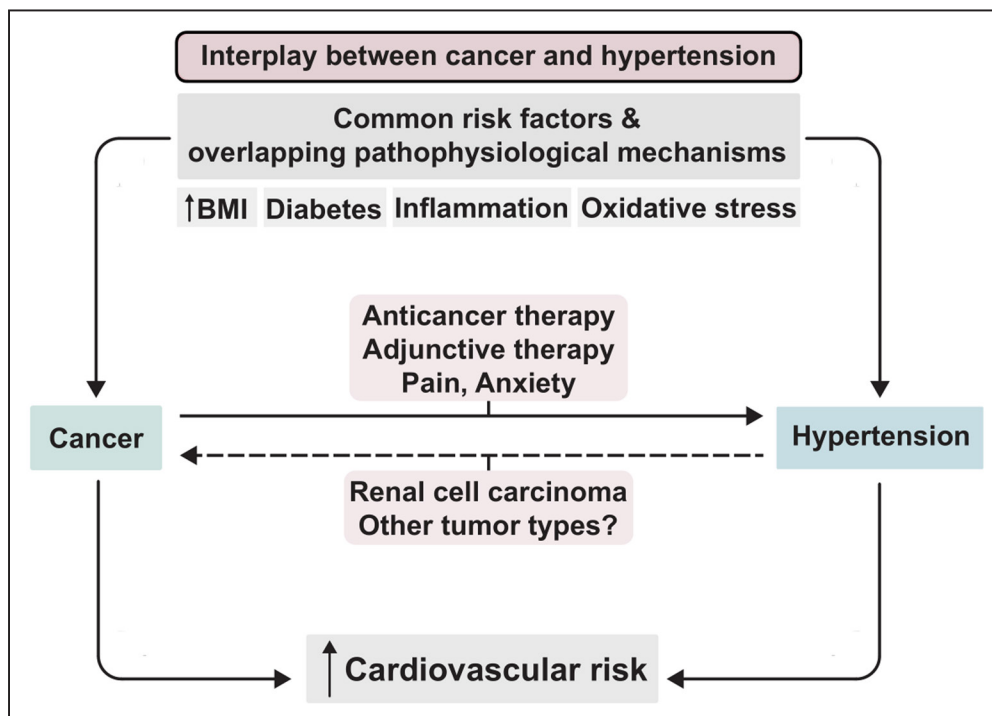 Interplay between cancer and hypertension
Common risk factors &
overlapping pathophysiological mechanisms
↑BMI Diabetes Inflammation Oxidative stress
Anticancer therapy
Adjunctive therapy
Pain, Anxiety
Cancer
Hypertension
Renal cell carcinoma
Other tumor types?
↑ Cardiovascular risk